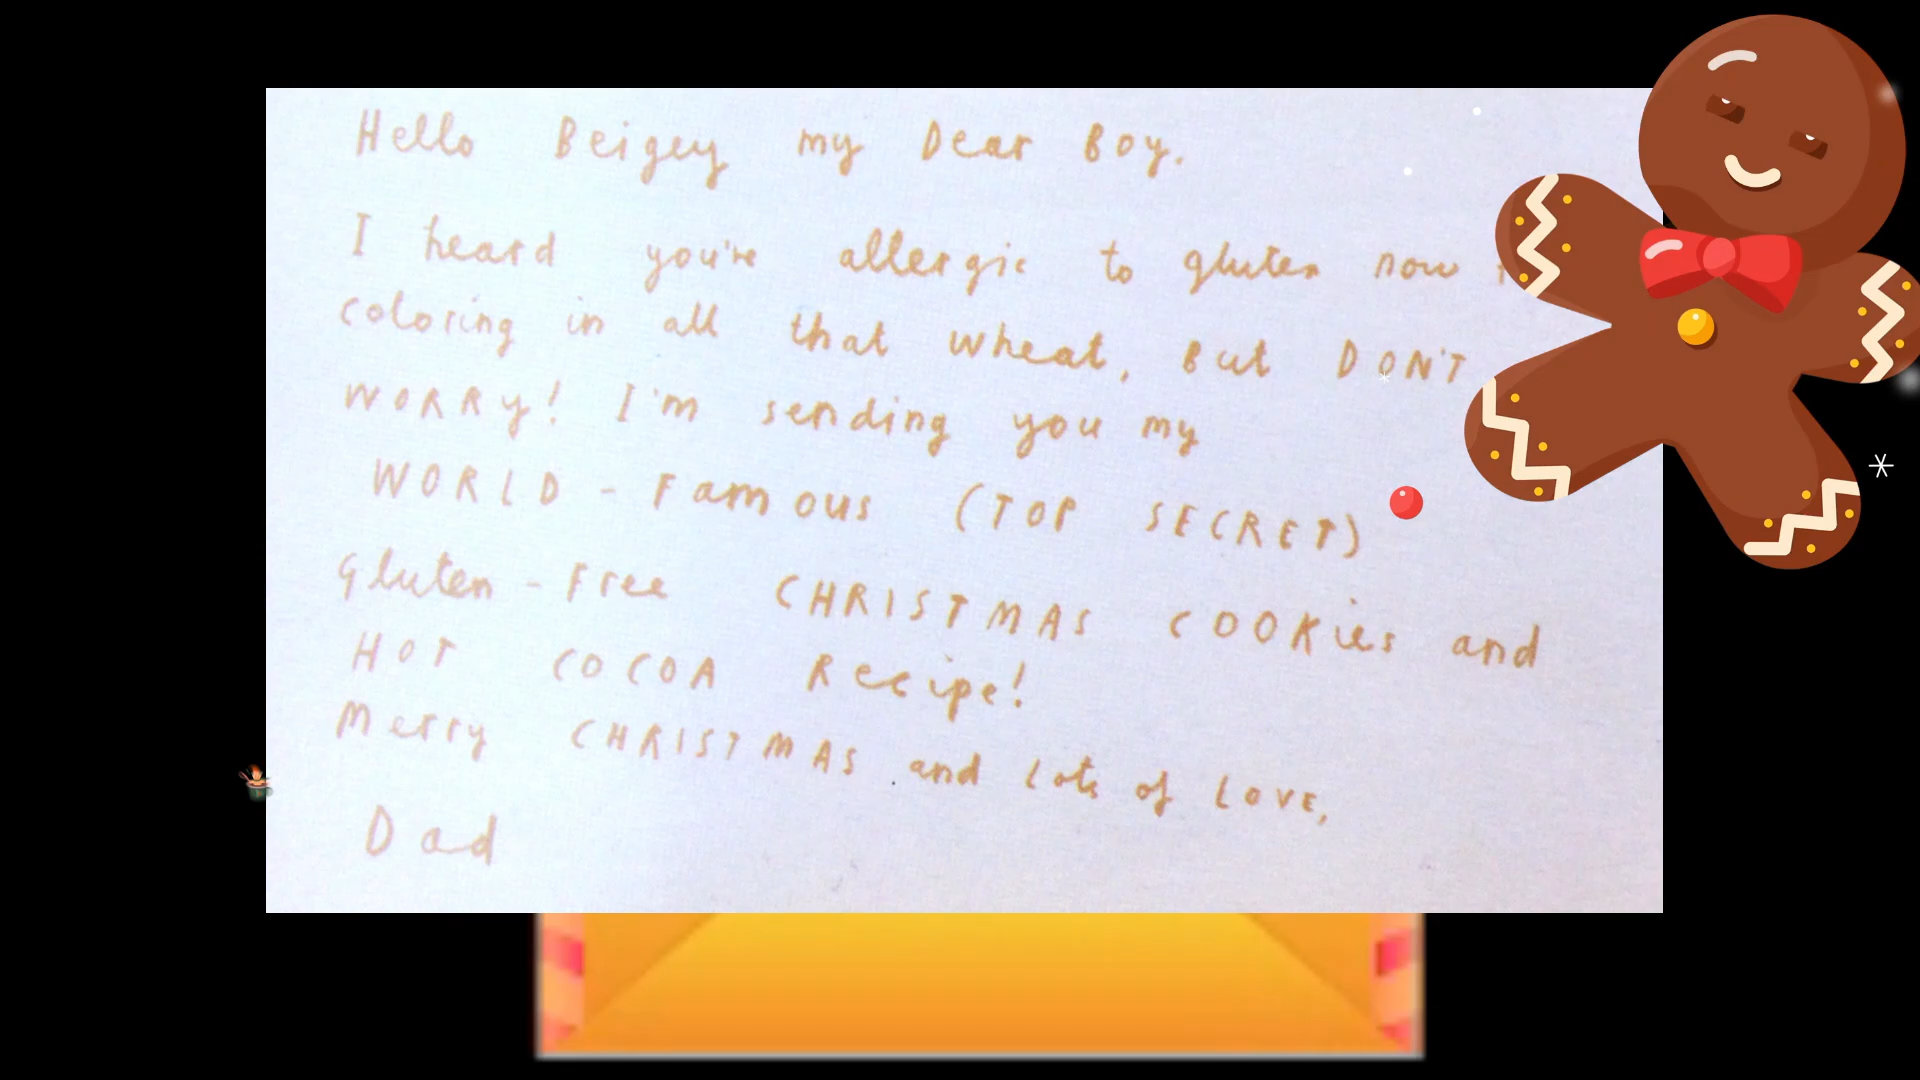 Hello Beigey my Dear Boy.
I heard you're allergic to gluten now
coloring in all that wheat, But DON'T
WORRY! I'm sending you my
WORLD - Famous (TOP SECRET)
Gluten - Free CHRISTMAS COOKies and
HOT COCOA Recipe!
Merry CHRISTMAS and Lots of Love,
Dad